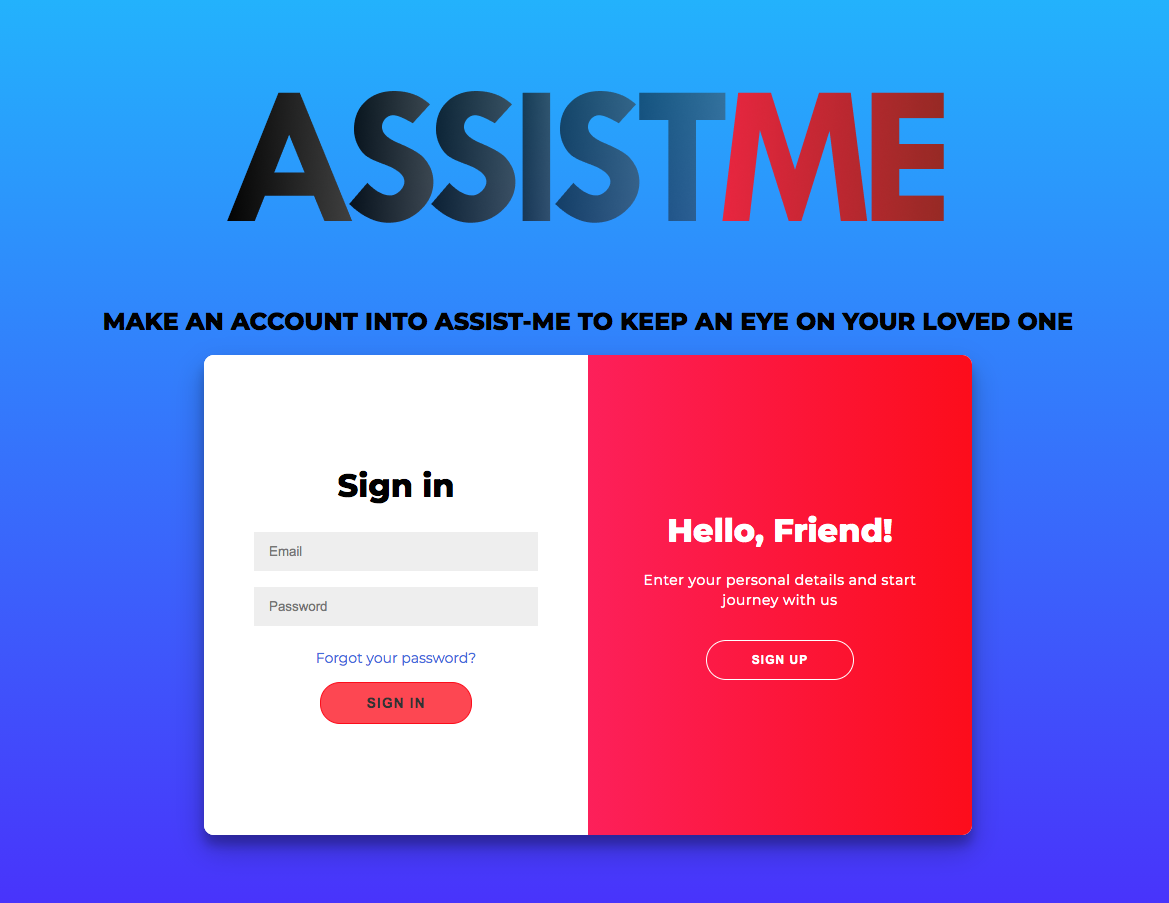 ASSISTME
MAKE AN ACCOUNT INTO ASSIST-ME TO KEEP AN EYE ON YOUR LOVED ONE
Sign in
Email
Password
Forgot your password?
SIGN IN
Hello, Friend!
Enter your personal details and start
journey with us
SIGN UP